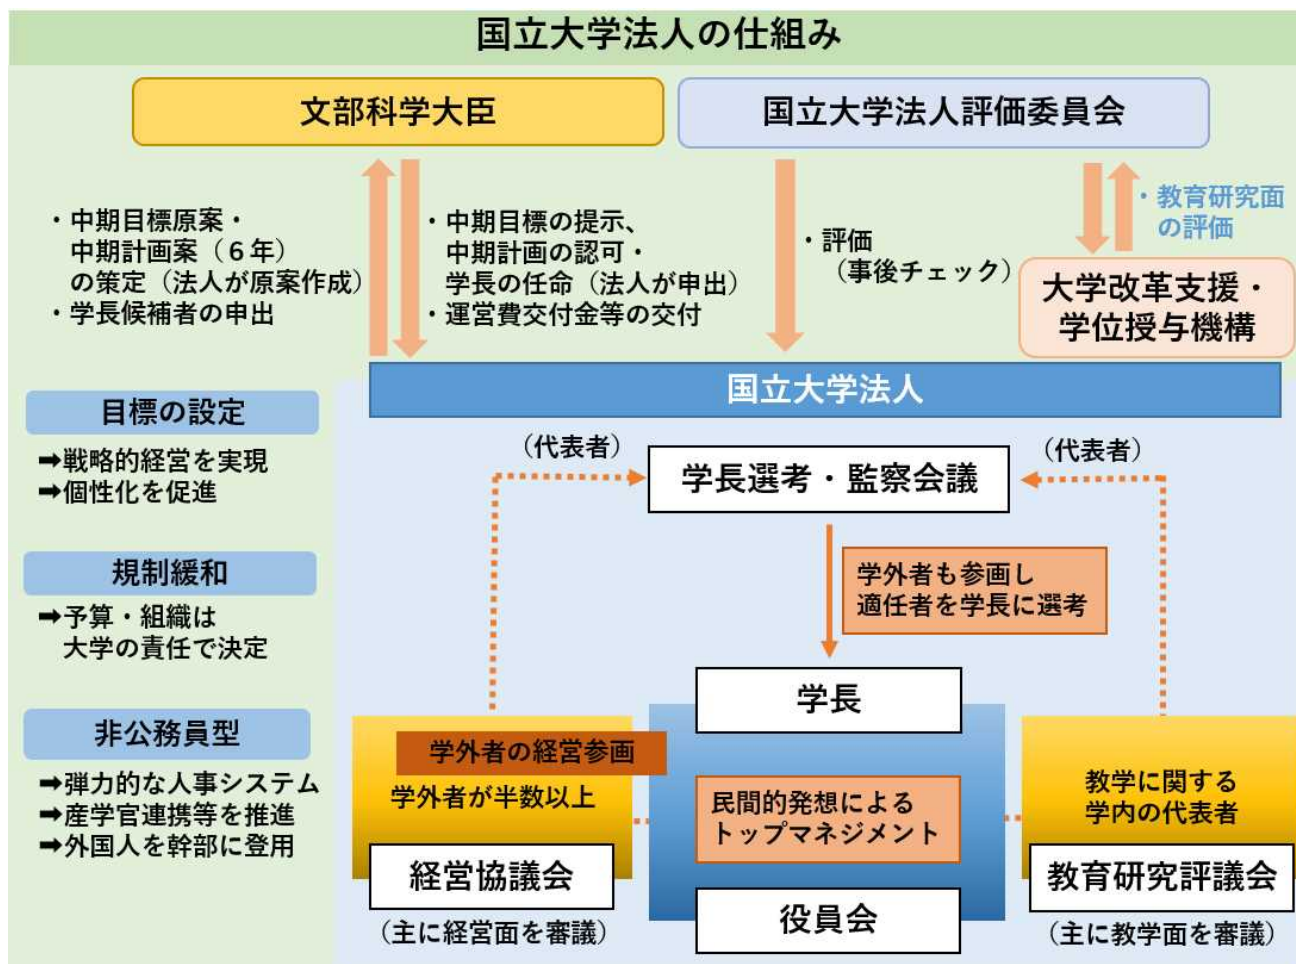 国立大学法人の仕組み
文部科学大臣
国立大学法人評価委員会
・中期目標原案・
中期計画案（６年）
の策定（法人が原案作成）
・学長候補者の申出
・中期目標の提示、
中期計画の認可・
学長の任命（法人が申出）
・運営費交付金等の交付
・評価
（事後チェック）
・教育研究面
の評価
大学改革支援・
学位授与機構
国立大学法人
目標の設定
➡戦略的経営を実現
➡個性化を促進
規制緩和
➡予算・組織は
大学の責任で決定
非公務員型
➡弾力的な人事システム
➡産学官連携等を推進
➡外国人を幹部に登用
（代表者）
（代表者）
学長選考・監察会議
学外者も参画し
適任者を学長に選考
学長
学外者の経営参画
学外者が半数以上
経営協議会
（主に経営面を審議）
民間的発想による
トップマネジメント
役員会
教学に関する
学内の代表者
教育研究評議会
（主に教学面を審議）